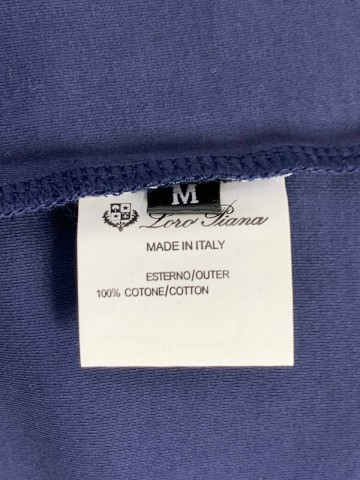 M
Loro Piana
MADE IN ITALY
ESTERNO/OUTER
100% COTONE/COTTON